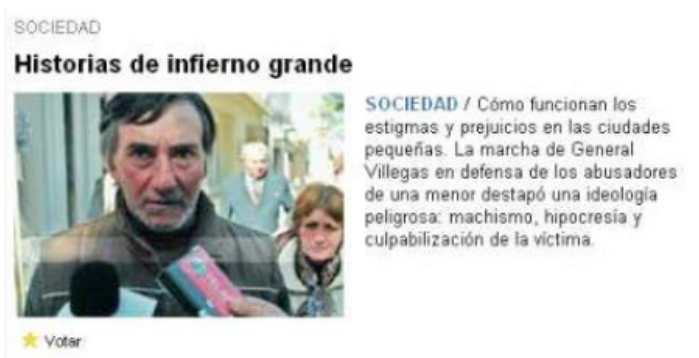 SOCIEDAD
Historias de infierno grande
SOCIEDAD / Cómo funcionan los
estigmas y prejuicios en las ciudades
pequeñas. La marcha de General
Villegas en defensa de los abusadores
de una menor destapó una ideología
peligrosa: machismo, hipocresía y
culpabilización de la víctima.
Votar